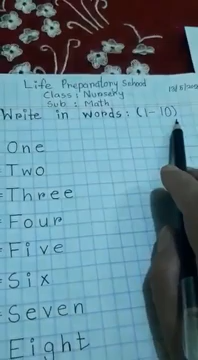 Life Preparatory School
Class: Nursery
Sub: Math
Write in words: (1-10)
= One
= Two
= Three
= Four
= Five
= Six
= Seven
Eight